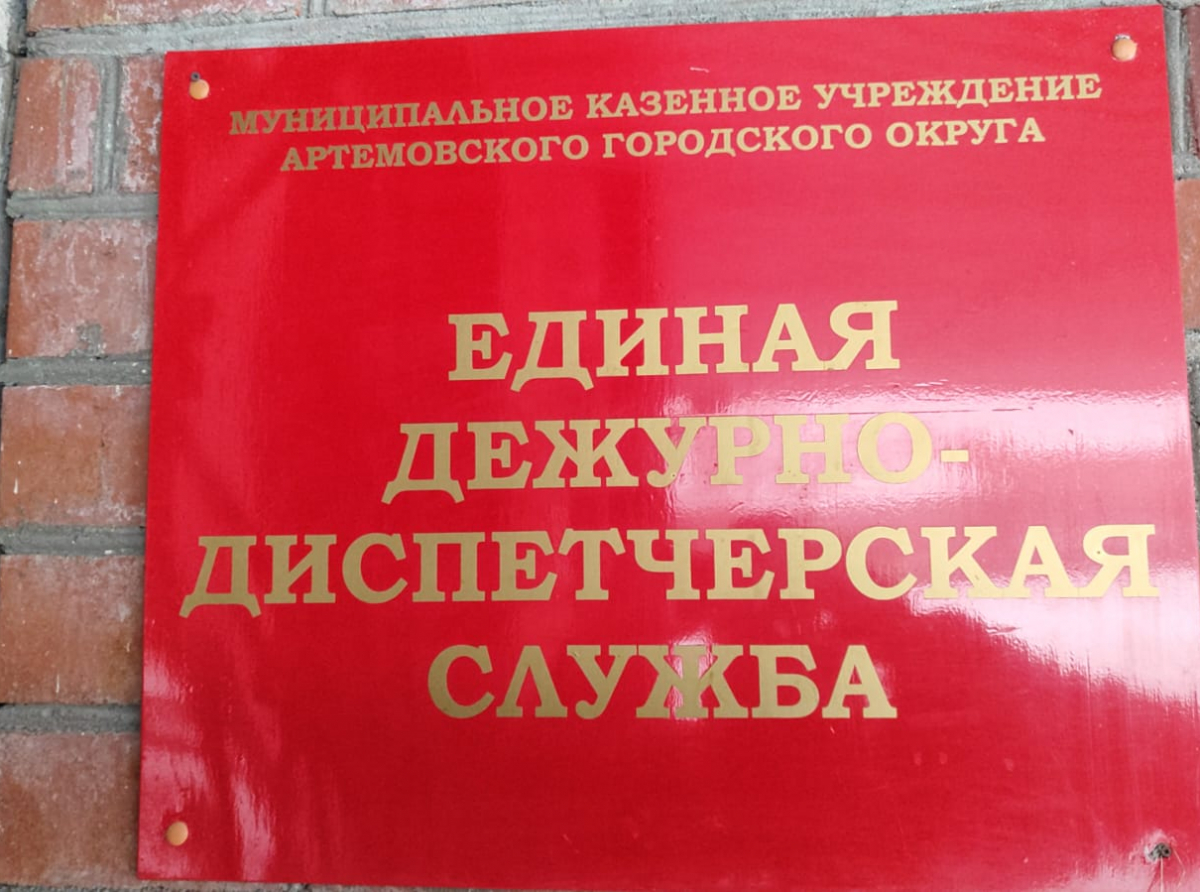 МУНИЦИПАЛЬНОЕ КАЗЕННОЕ УЧРЕЖДЕНИЕ
АРТЕМОВСКОГО ГОРОДСКОГО ОКРУГА
ЕДИНАЯ
ДЕЖУРНО-
ДИСПЕТЧЕРСКАЯ
СЛУЖБА